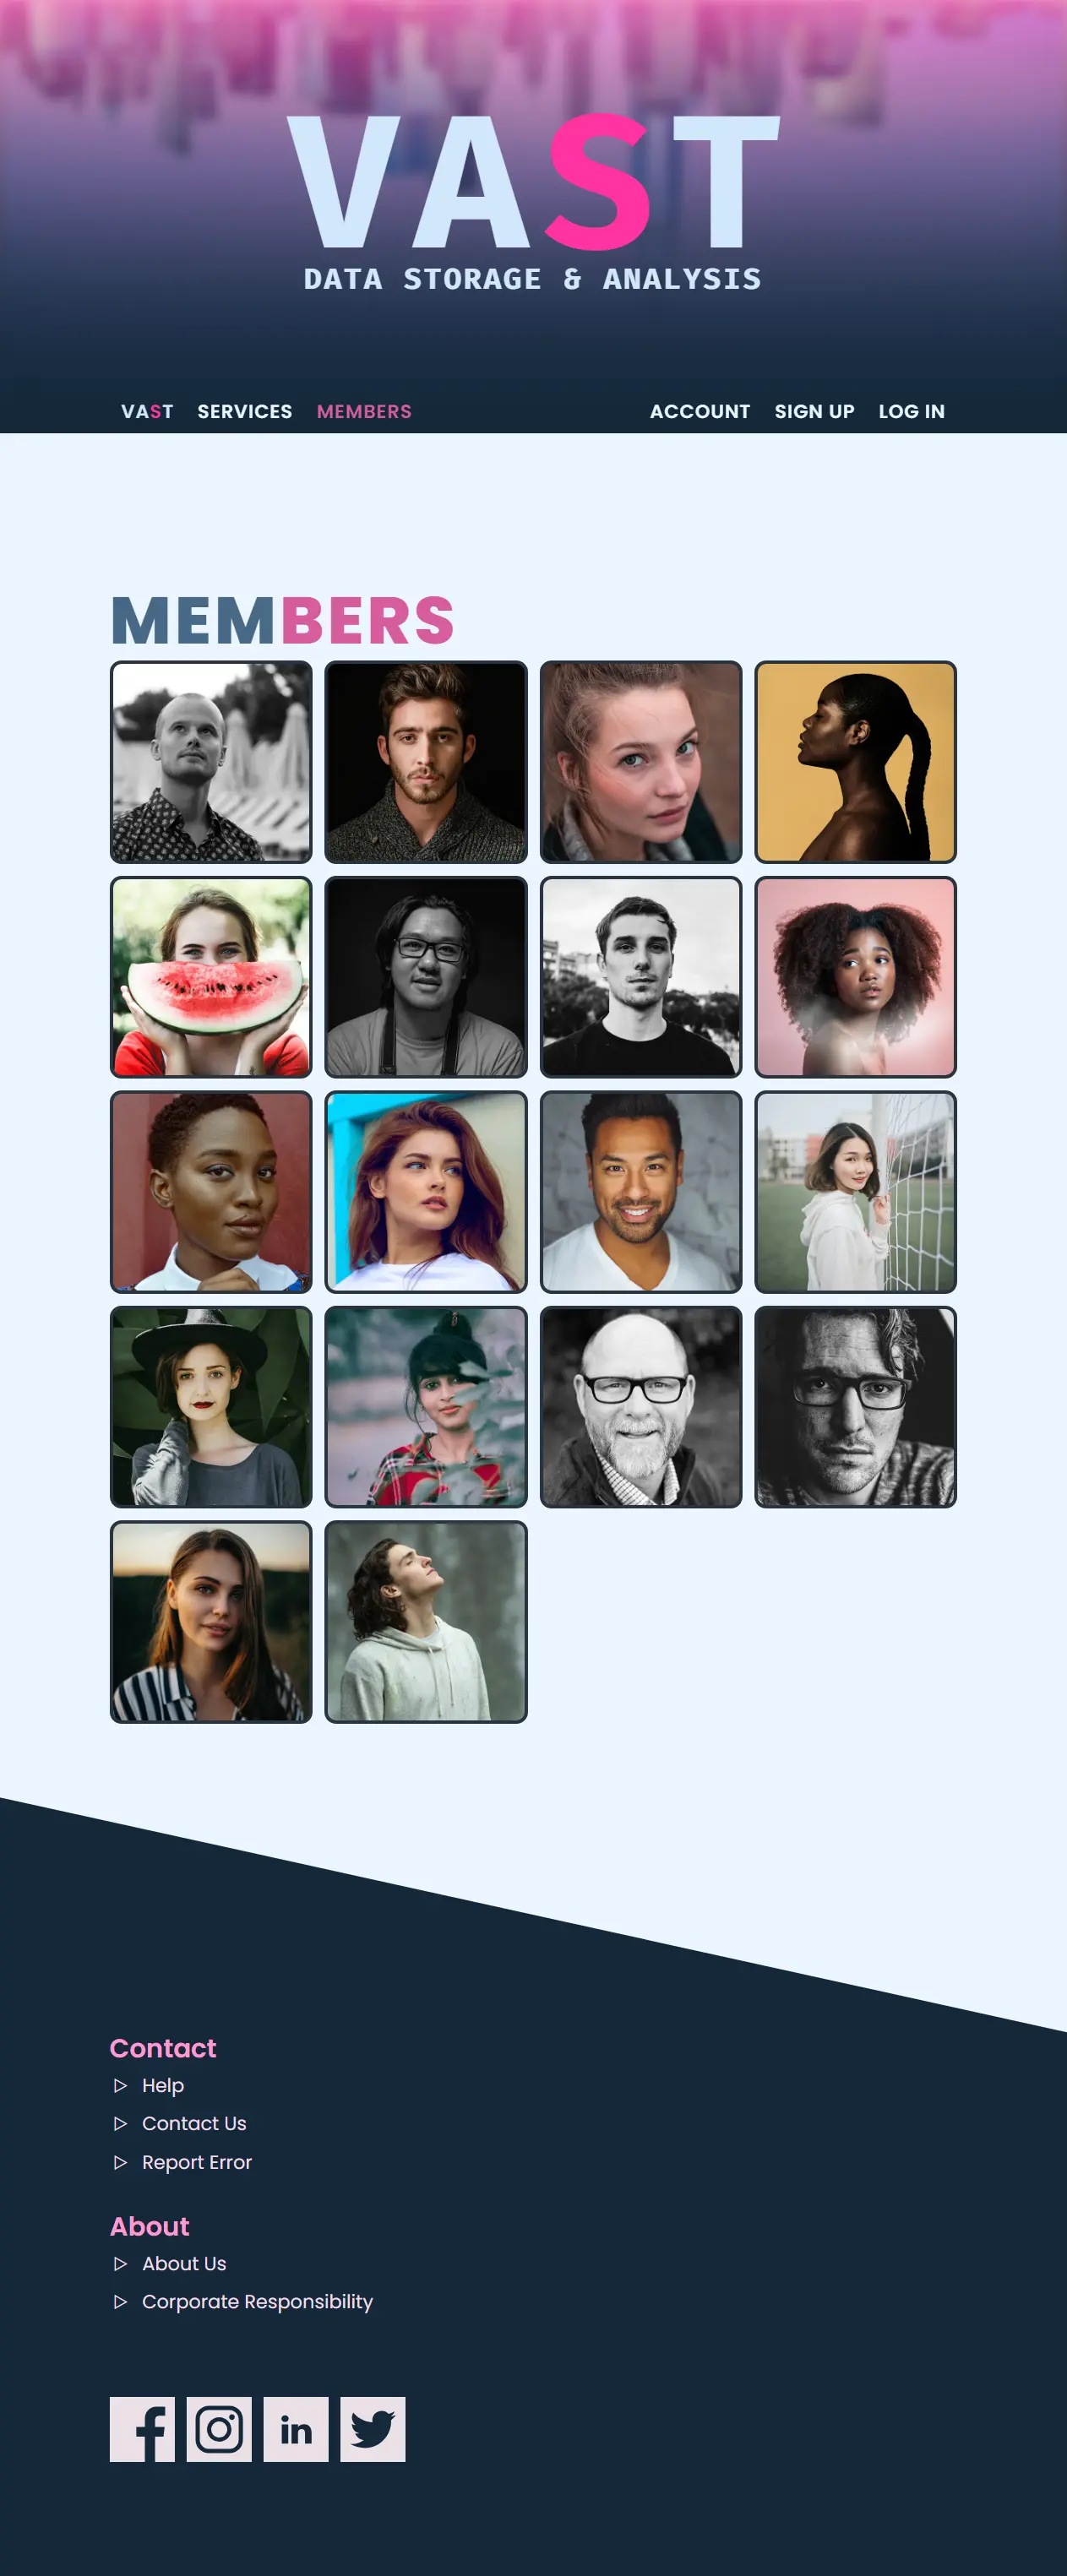 VAST
DATA STORAGE & ANALYSIS
VAST SERVICES MEMBERS ACCOUNT SIGN UP LOG IN
MEMBERS
Contact
Help
Contact Us
Report Error
About
About Us
Corporate Responsibility
f in